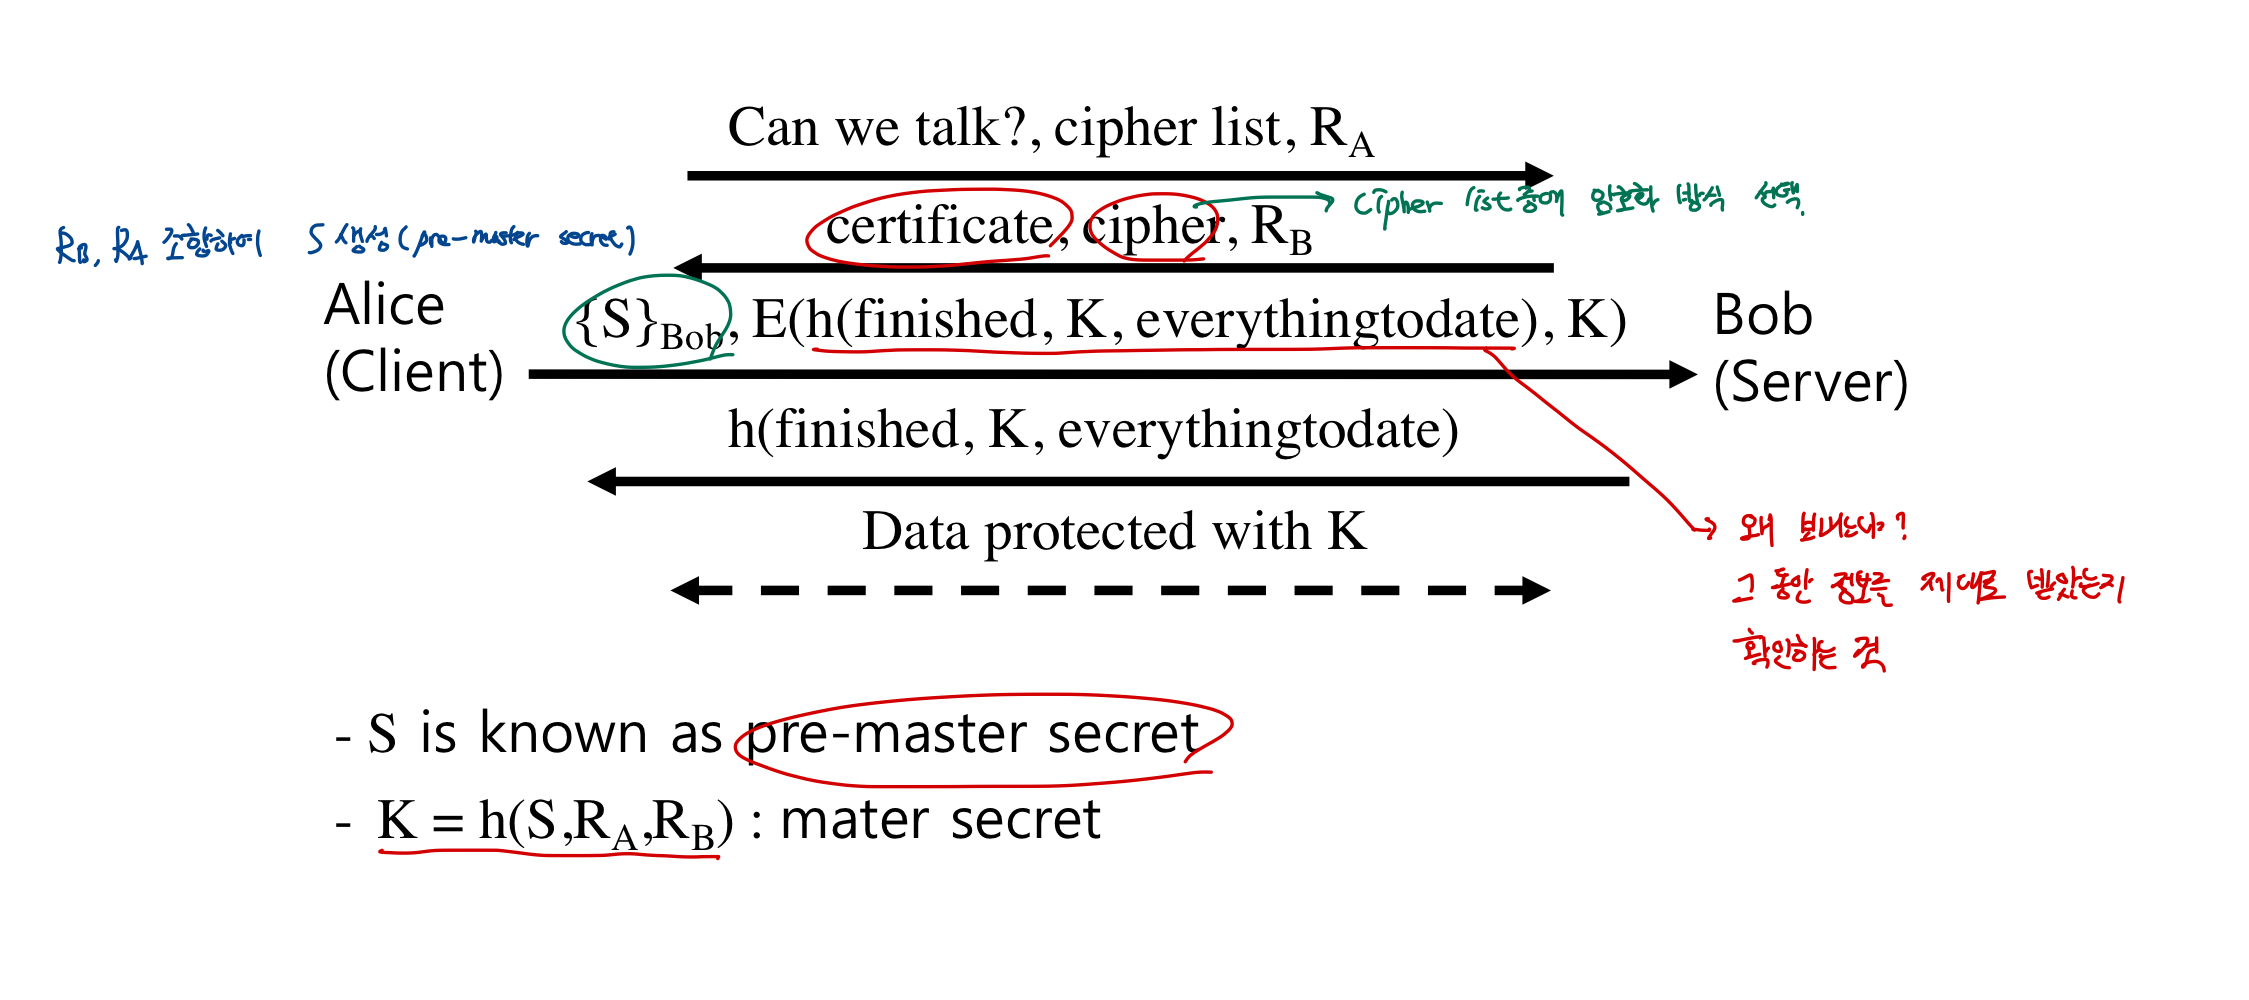 Can we talk?, cipher list, R_A
certificate, cipher, R_B
Cipher list중에 암호화 방식 선택.
R_B, R_A 조합하여 S 생성 (pre-master secret)
Alice
(Client)
{S}_Bob, E(h(finished, K, everythingtodate), K)
Bob
(Server)
h(finished, K, everythingtodate)
Data protected with K
왜 보내는가?
그 동안 정보를 제대로 받았는지
확인하는 것
- S is known as pre-master secret
- K = h(S,R_A,R_B) : mater secret